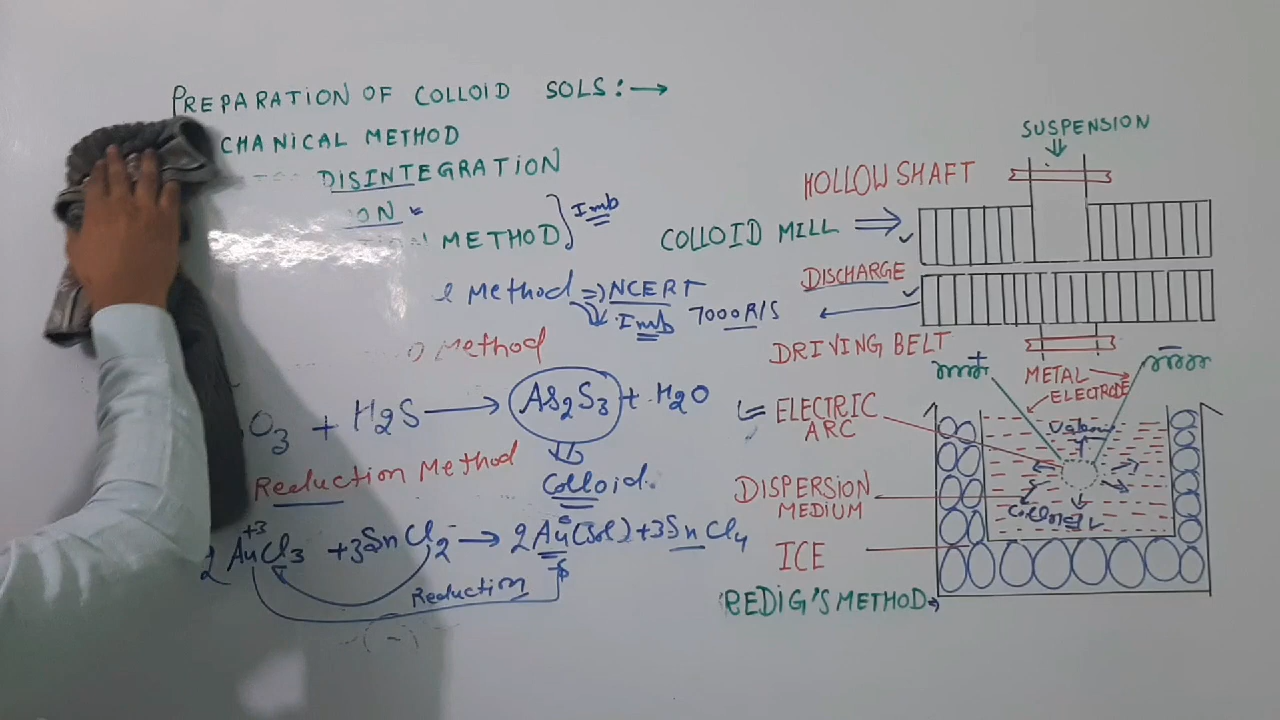 PREPARATION OF COLLOID SOLS :→
CHANICAL METHOD
DISINTEGRATION
ION
METHOD } Imb
Method ⇒ NCERT
Imb
Method
O3 + H2S → As2S3 + H2O
Reduction Method
Colloid.
+3
2AuCl3 + 3SnCl2 → 2Au°(Sol) + 3SnCl4
Reduction
SUSPENSION
HOLLOW SHAFT
COLLOID MILL ⇒
DISCHARGE
7000 R/S
DRIVING BELT
+ −
METAL
ELECTRODE
ELECTRIC
ARC
DISPERSION
MEDIUM
ICE
REDIG'S METHOD→